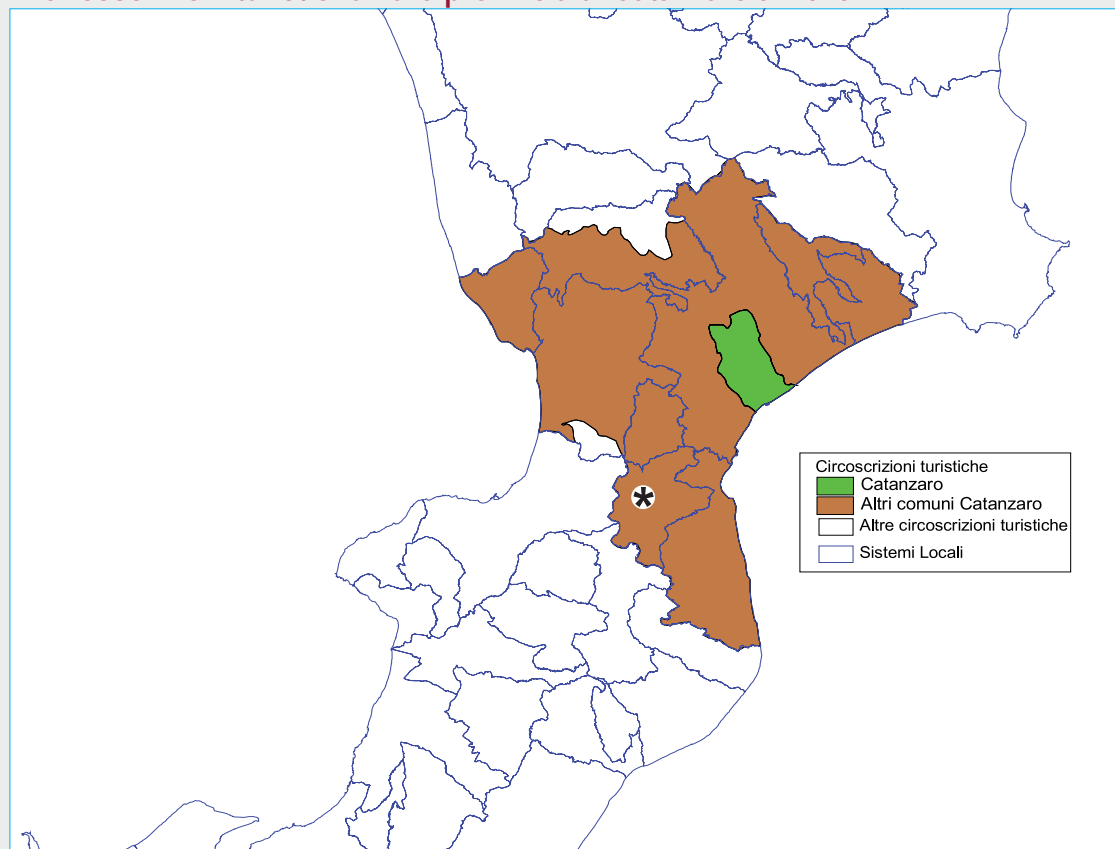 Circoscrizioni turistiche
Catanzaro
Altri comuni Catanzaro
Altre circoscrizioni turistiche
Sistemi Locali
*